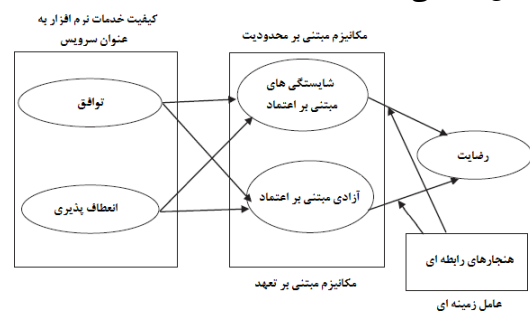 کیفیت خدمات نرم افزار به
عنوان سرویس
مکانیزم مبتنی بر محدودیت
توافق
شایستگی های
مبتنی بر اعتماد
رضایت
انعطاف پذیری
آزادی مبتنی بر اعتماد
هنجارهای رابطه ای
مکانیزم مبتنی بر تعهد
عامل زمینه ای